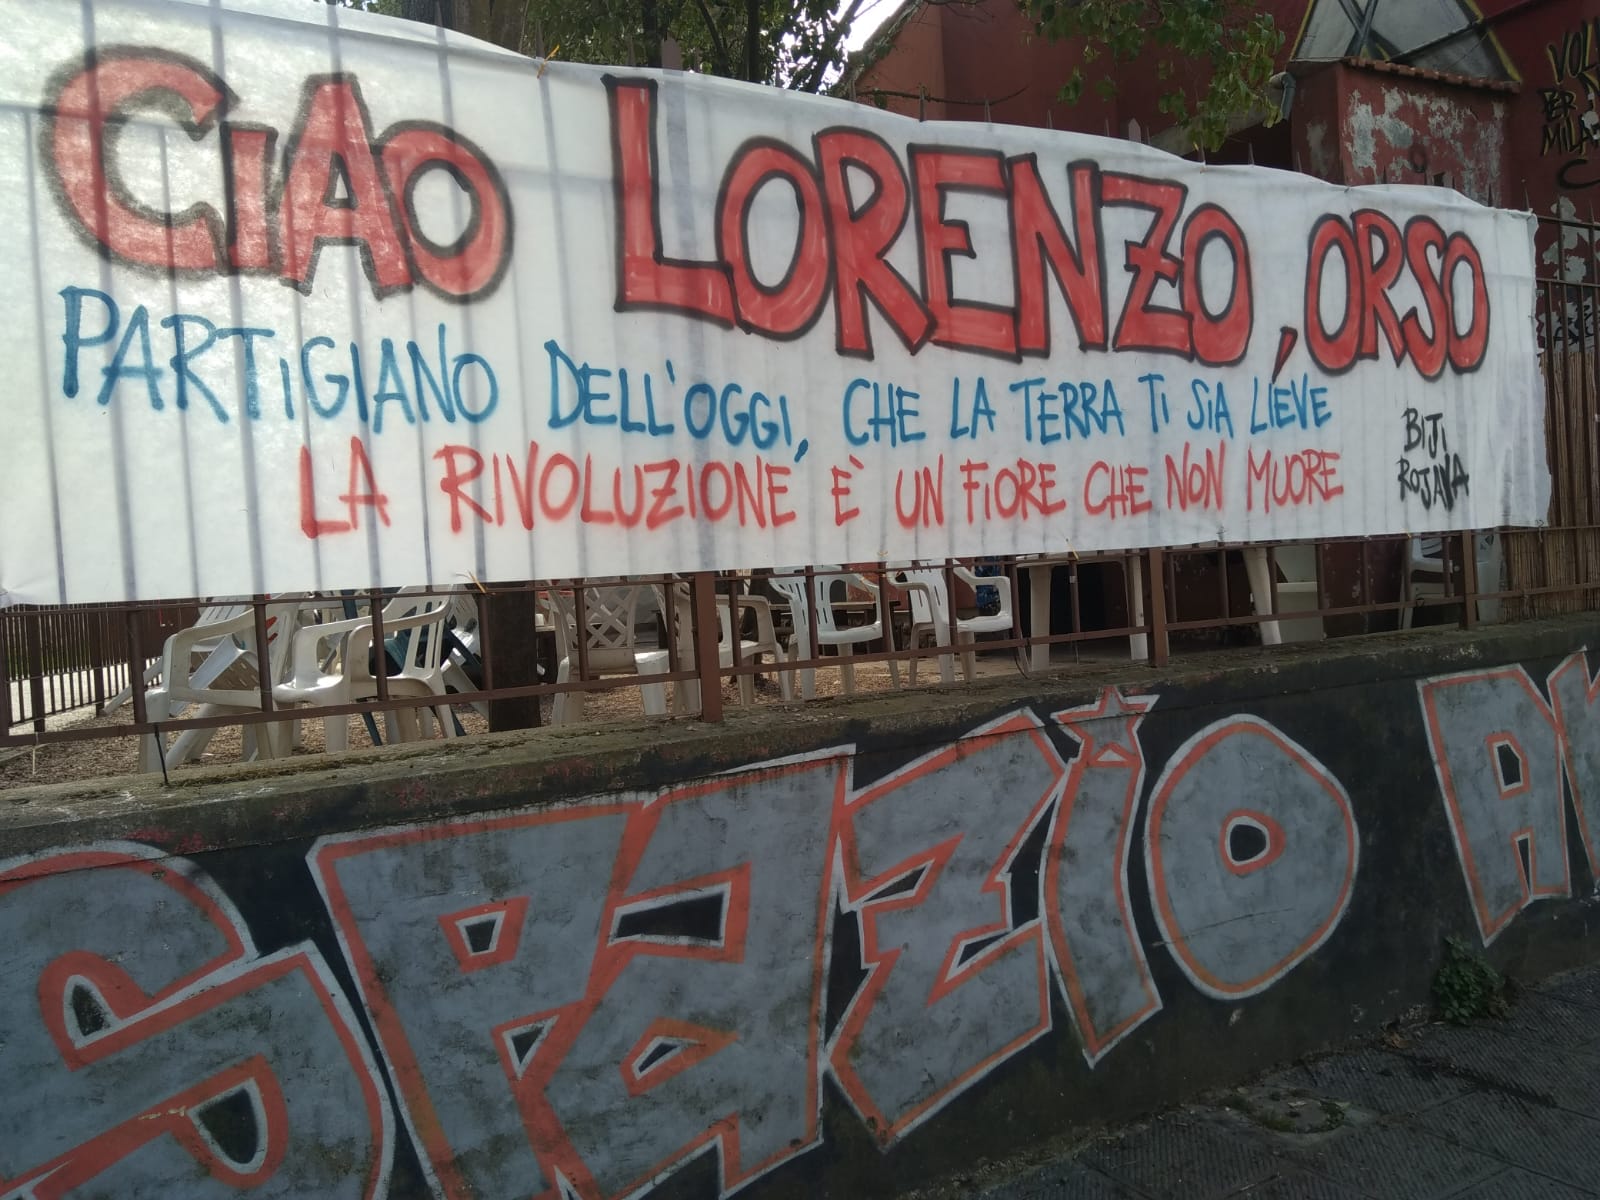 CIAO LORENZO, ORSO
PARTIGIANO DELL'OGGI, CHE LA TERRA TI SIA LIEVE
LA RIVOLUZIONE È UN FIORE CHE NON MUORE
BIJI
ROJAVA
SPAZIO